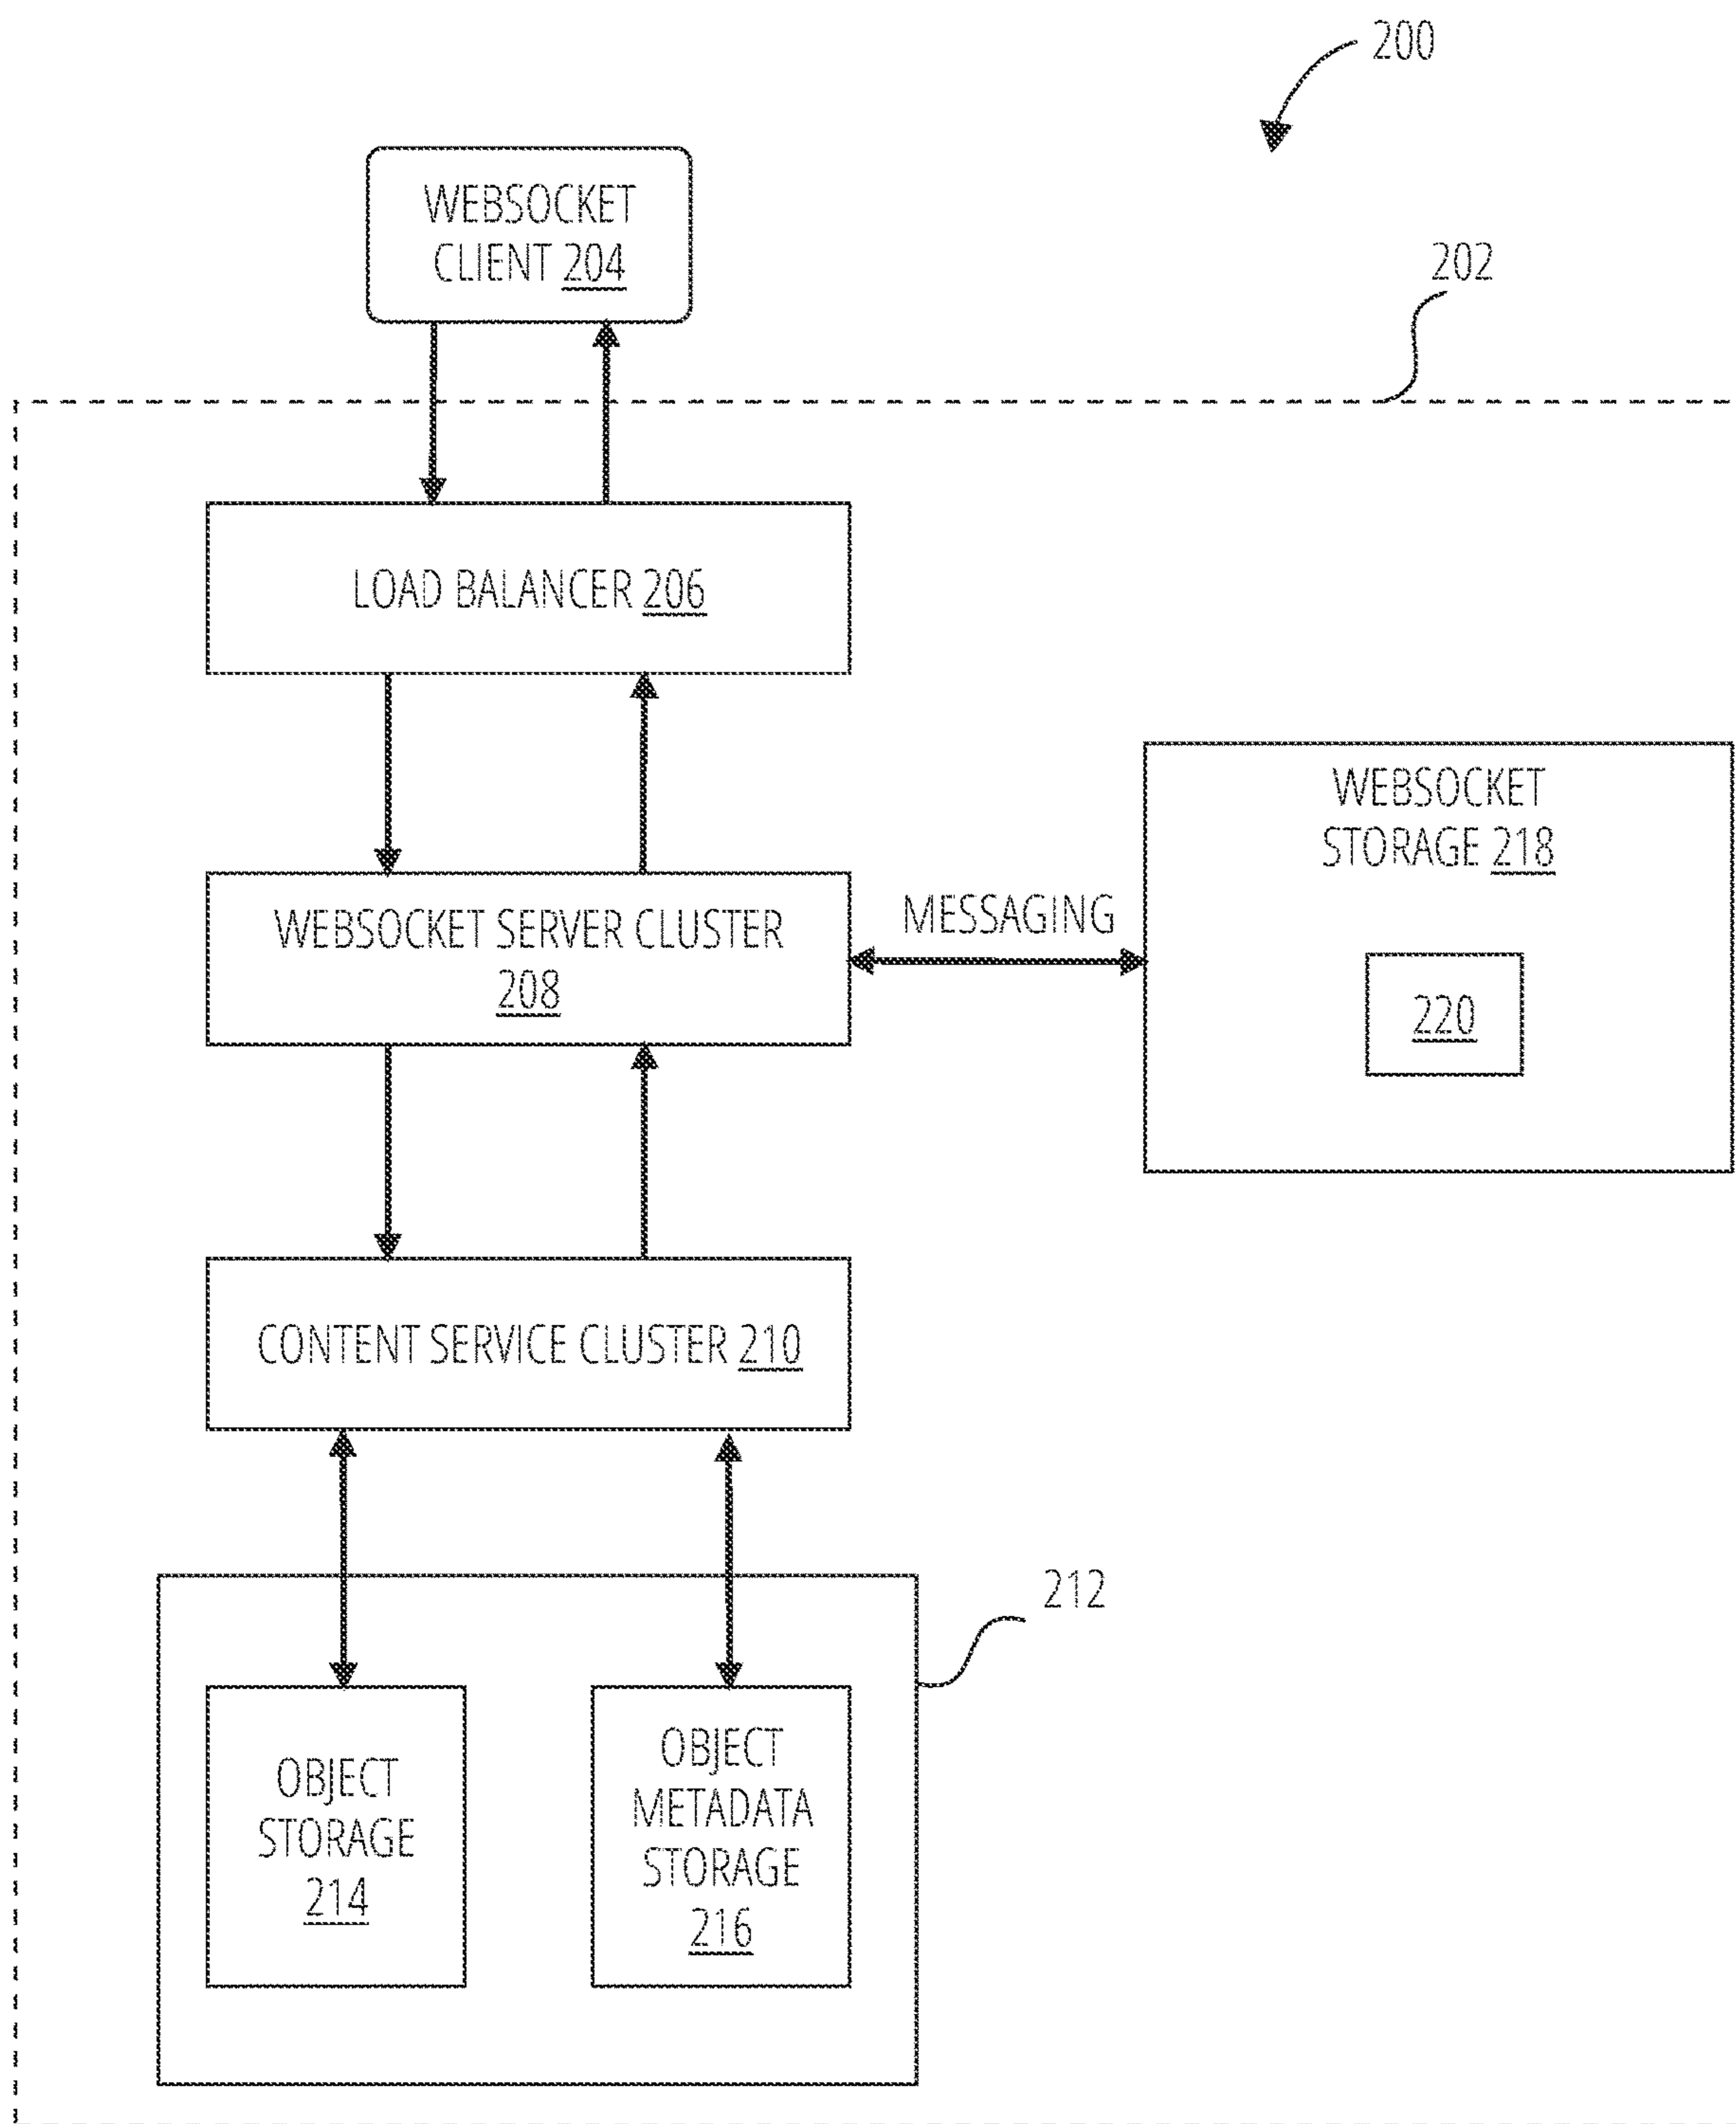 200
WEBSOCKET
CLIENT 204
202
LOAD BALANCER 206
WEBSOCKET
STORAGE 218
WEBSOCKET SERVER CLUSTER
208
MESSAGING
220
CONTENT SERVICE CLUSTER 210
212
OBJECT
STORAGE
214
OBJECT
METADATA
STORAGE
216